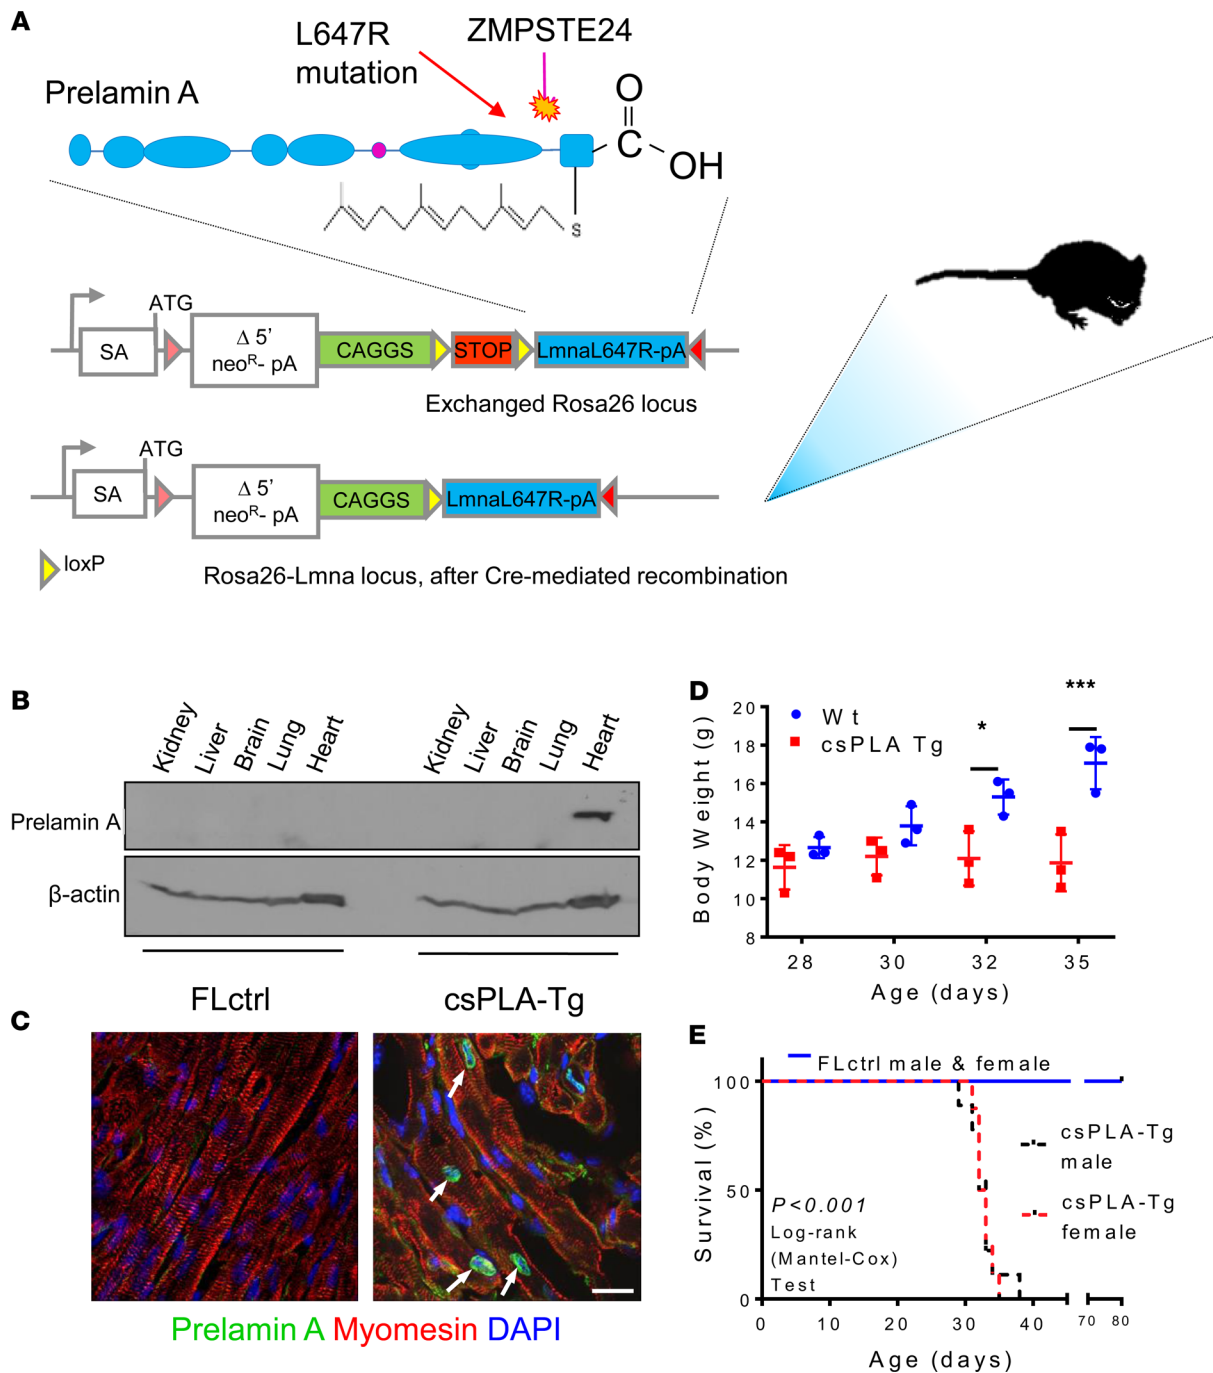 A
L647R
mutation
ZMPSTE24
Prelamin A
O
C
OH
S
ATG
SA
Δ 5’
neoR- pA
CAGGS
STOP
LmnaL647R-pA
Exchanged Rosa26 locus
ATG
SA
Δ 5’
neoR- pA
CAGGS
LmnaL647R-pA
loxP
Rosa26-Lmna locus, after Cre-mediated recombination
B
Kidney
Liver
Brain
Lung
Heart
Kidney
Liver
Brain
Lung
Heart
Prelamin A
β-actin
FLctrl
csPLA-Tg
C
Prelamin A Myomesin DAPI
D
***
*
Wt
csPLA Tg
Body Weight (g)
20
18
16
14
12
10
8
28 30 32 35
Age (days)
E
FLctrl male & female
csPLA-Tg
male
csPLA-Tg
female
Survival (%)
100
50
0
P<0.001
Log-rank
(Mantel-Cox)
Test
0 10 20 30 40 70 80
Age (days)